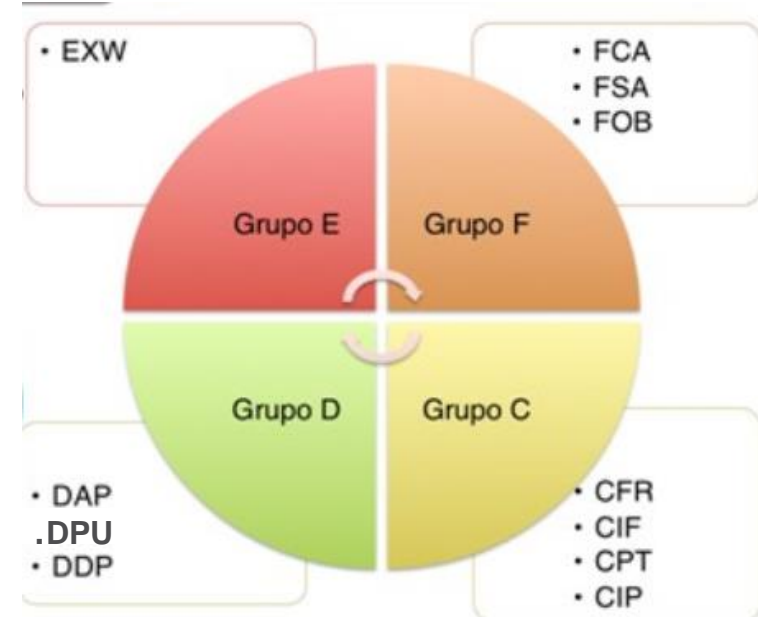 • EXW
Grupo E
Grupo F
• FCA
• FSA
• FOB
Grupo D
Grupo C
• DAP
.DPU
• DDP
• CFR
• CIF
• CPT
• CIP